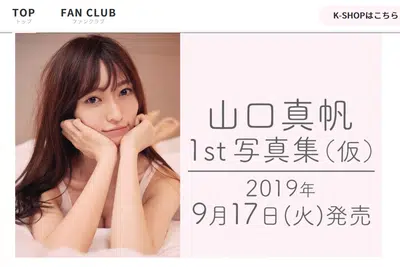 TOP
トップ
FAN CLUB
ファンクラブ
K-SHOPはこちら
山口真帆
1st 写真集(仮)
2019年
9月17日(火)発売